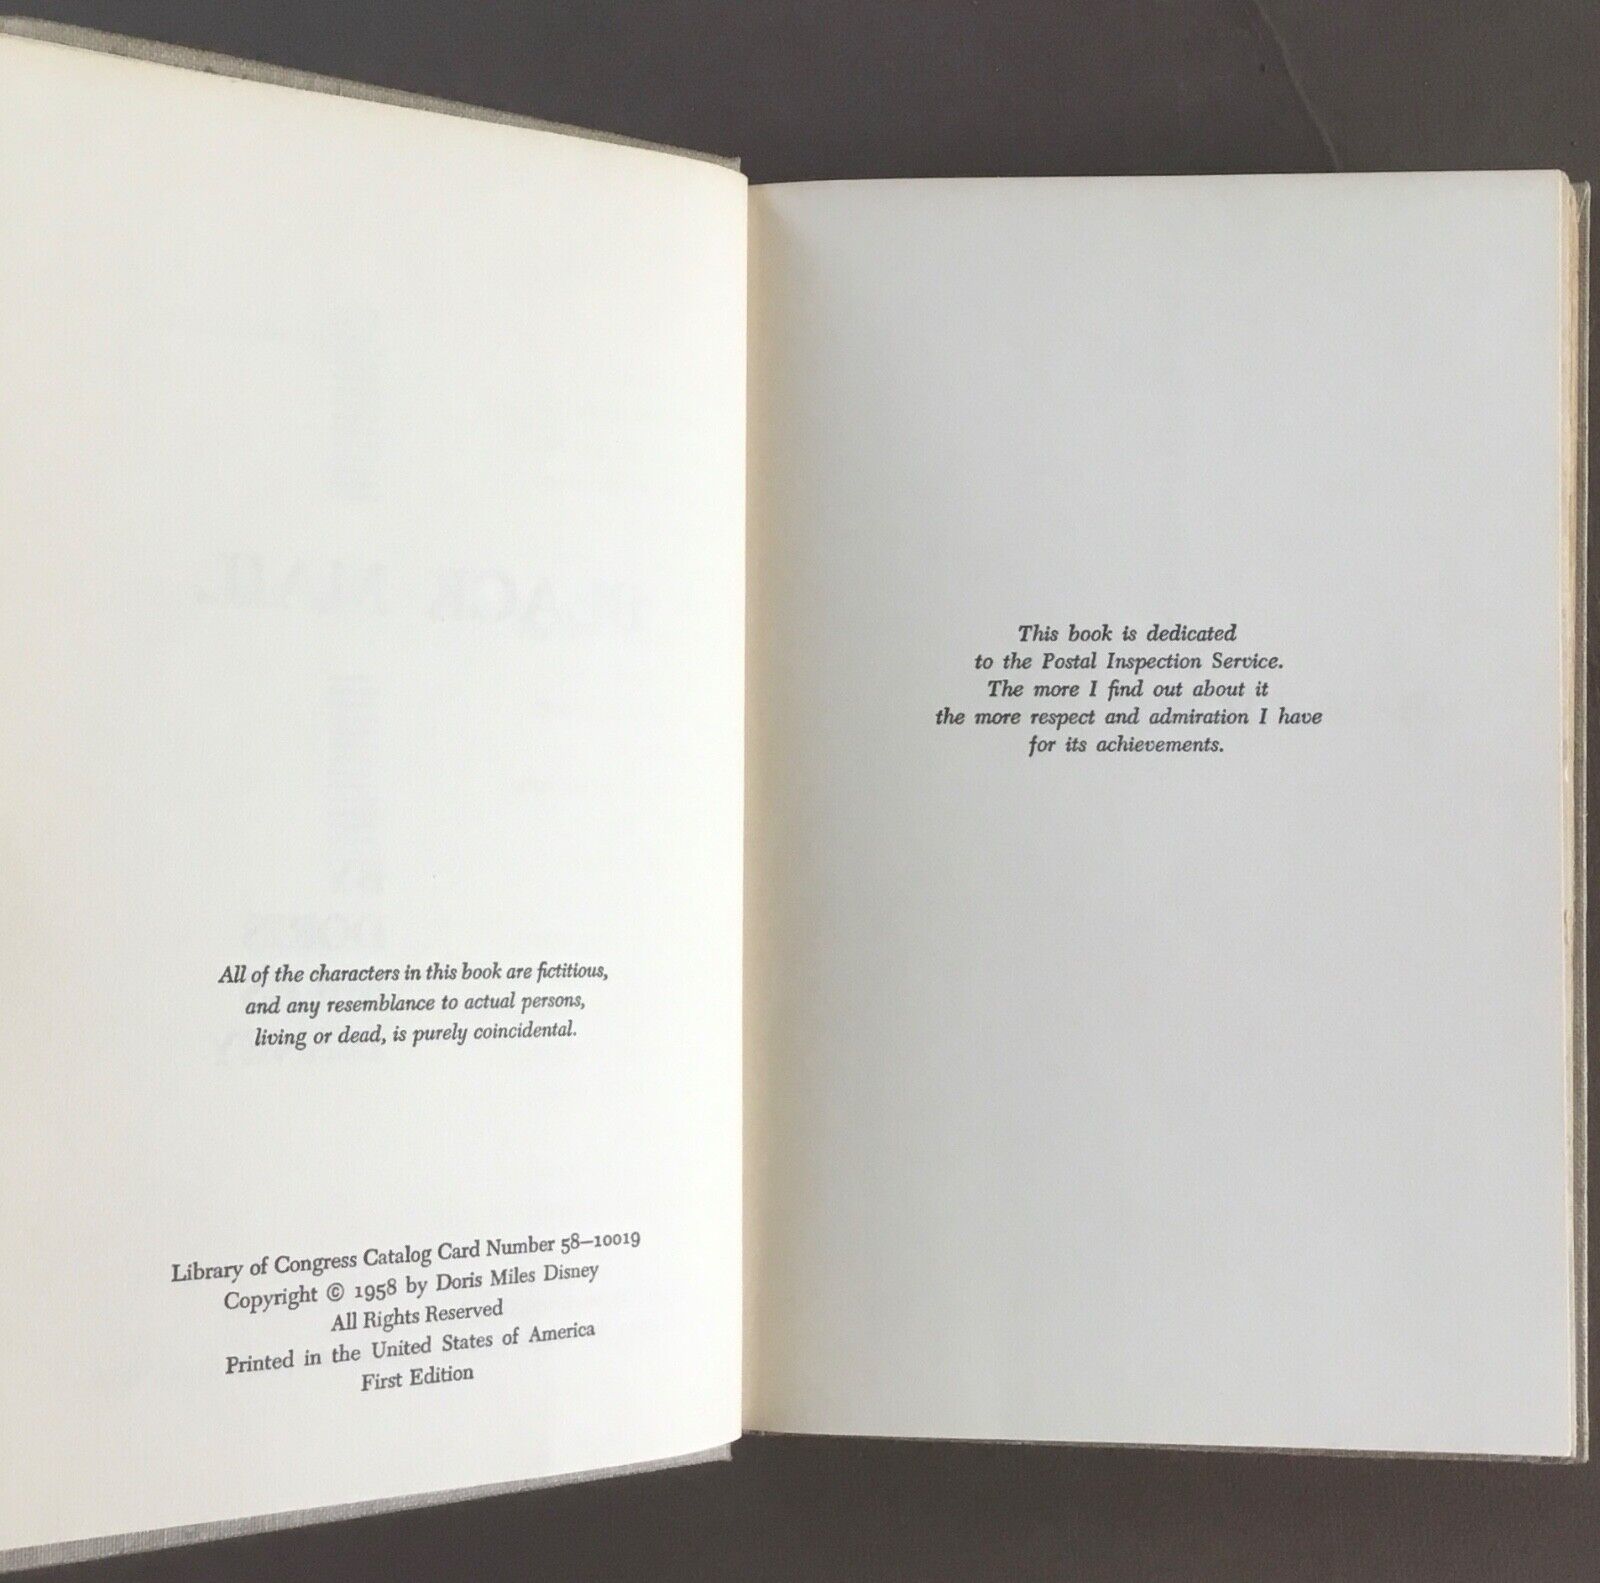 All of the characters in this book are fictitious,
and any resemblance to actual persons,
living or dead, is purely coincidental.
Library of Congress Catalog Card Number 58–10019
Copyright © 1958 by Doris Miles Disney
All Rights Reserved
Printed in the United States of America
First Edition
This book is dedicated
to the Postal Inspection Service.
The more I find out about it
the more respect and admiration I have
for its achievements.